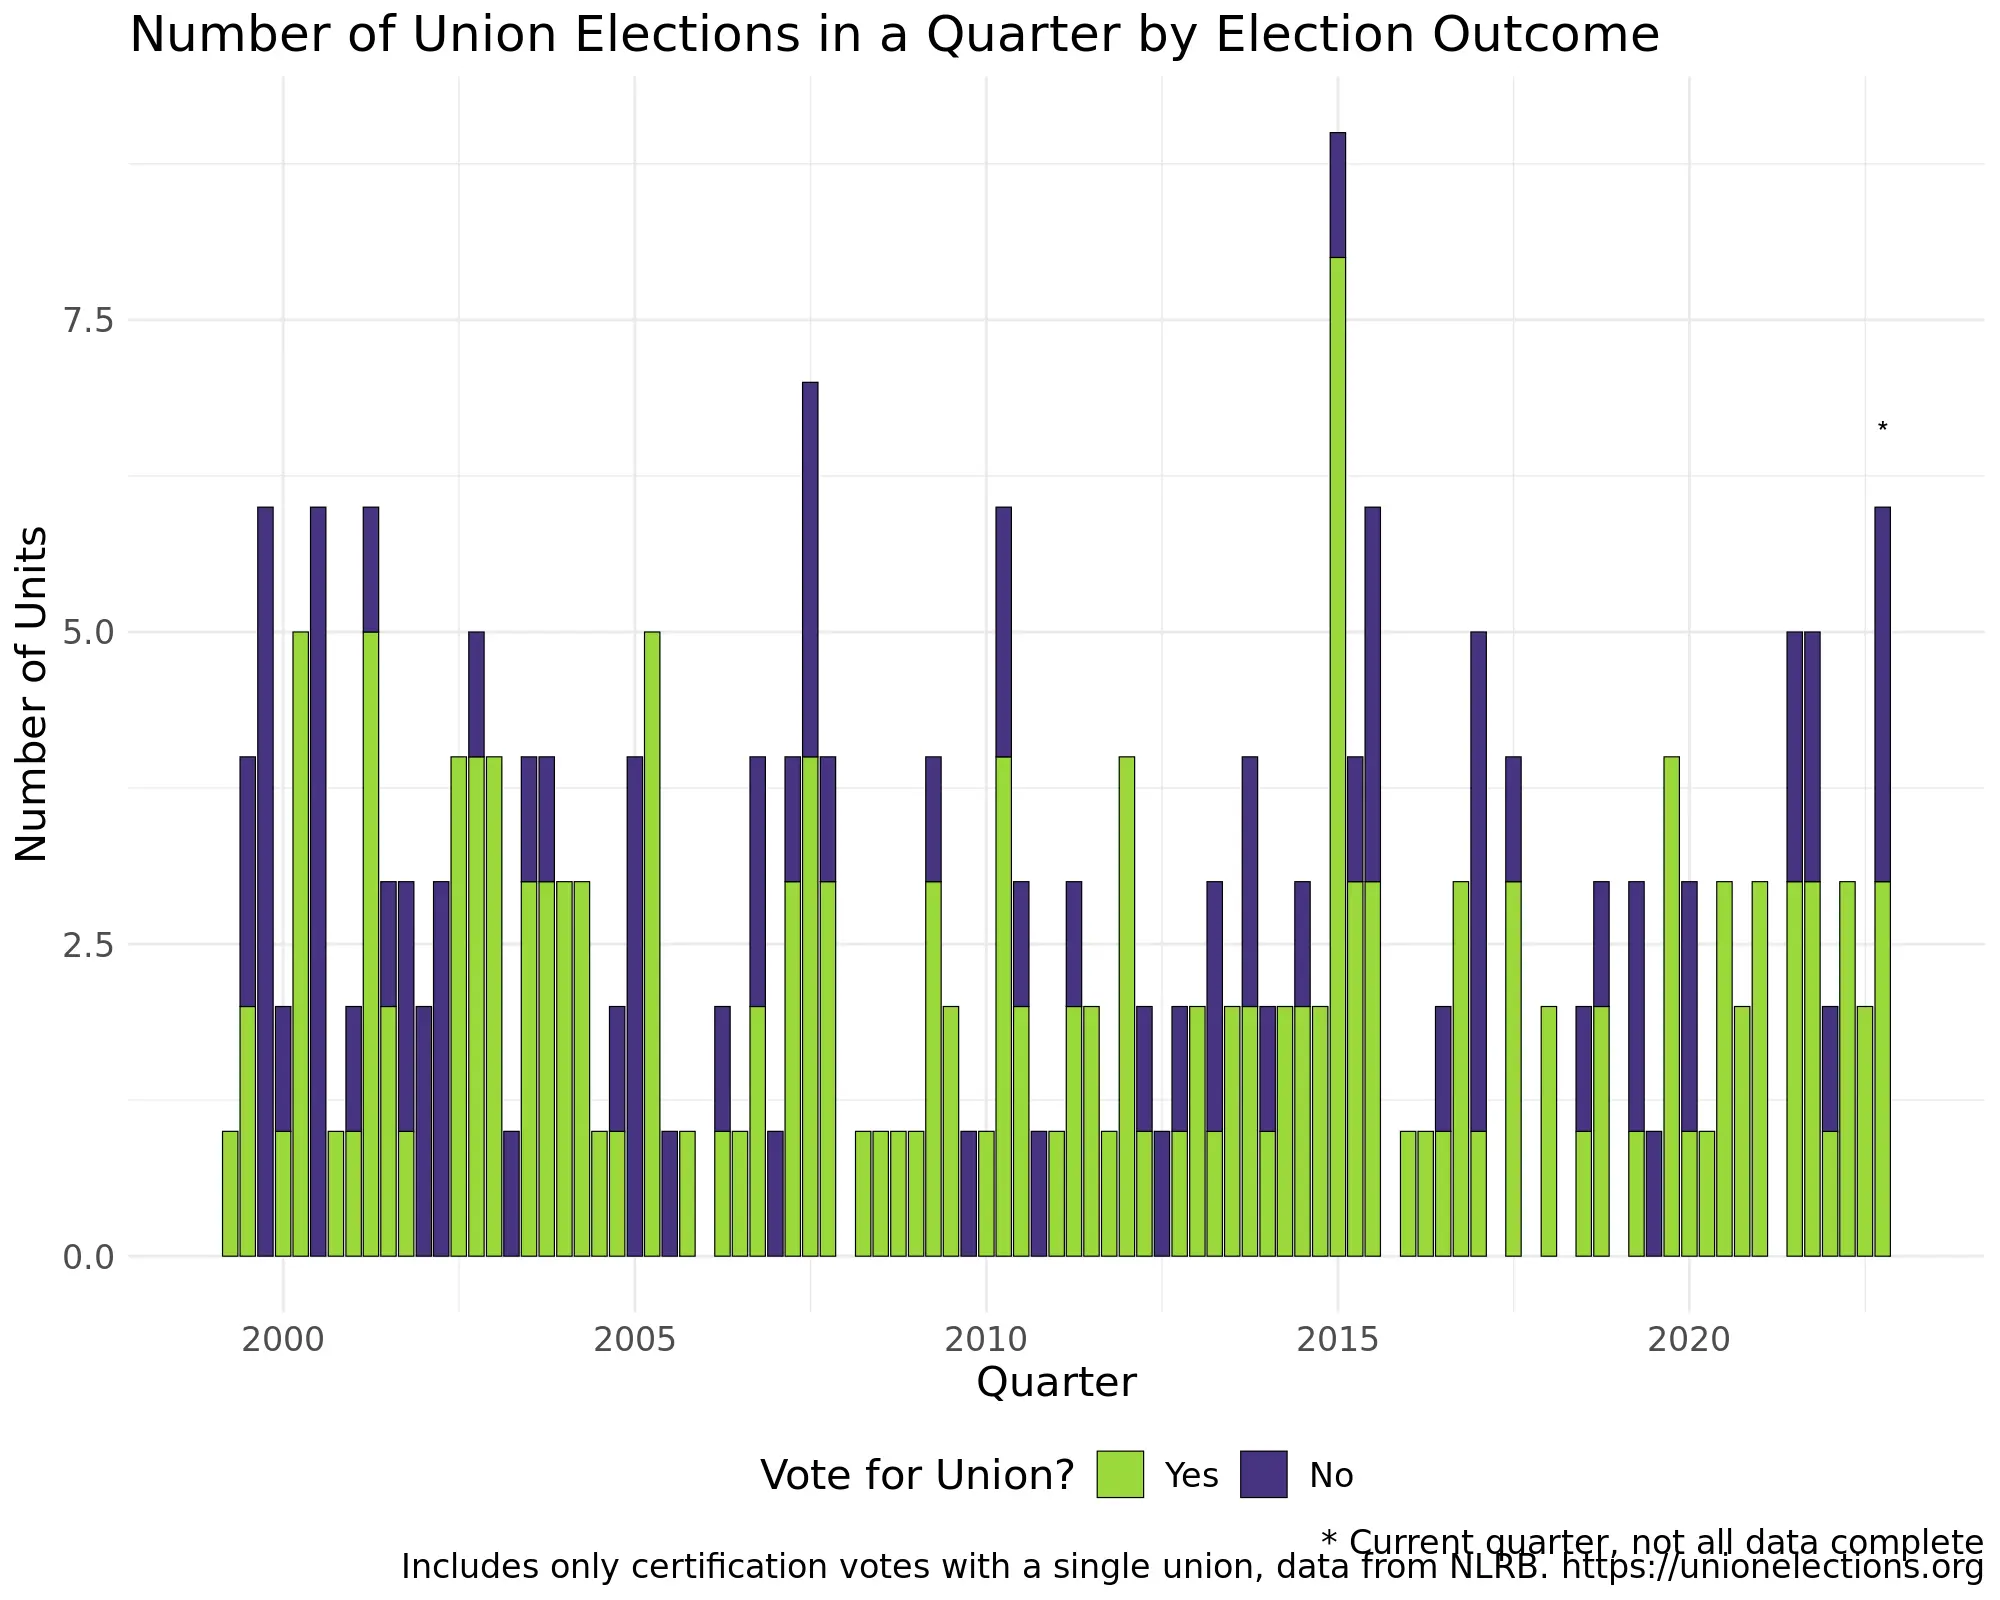 Number of Union Elections in a Quarter by Election Outcome
Number of Units
7.5
5.0
2.5
0.0
*
2000 2005 2010 2015 2020
Quarter
Vote for Union? Yes No
* Current quarter, not all data complete
Includes only certification votes with a single union, data from NLRB. https://unionelections.org